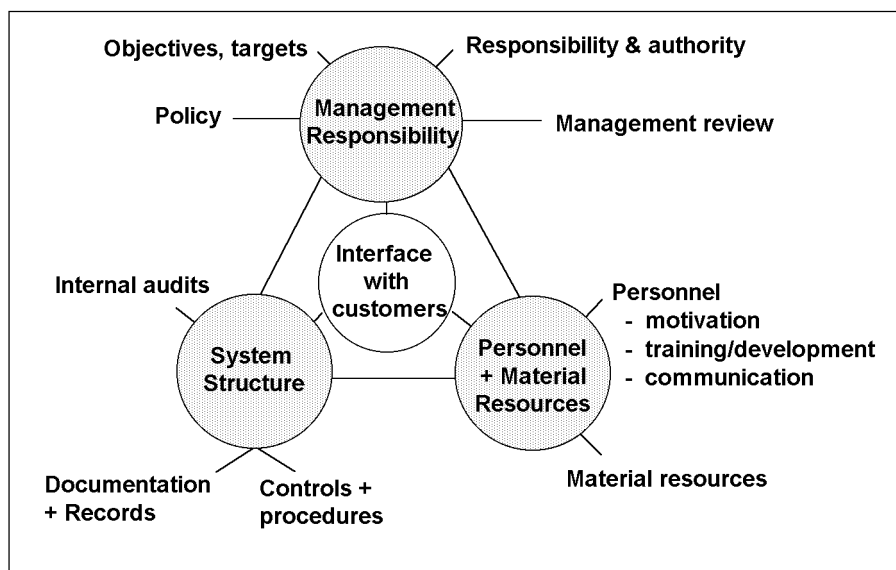 Objectives, targets
Responsibility & authority
Policy
Management
Responsibility
Management review
Interface
with
customers
Internal audits
System
Structure
Personnel
+ Material
Resources
Personnel
- motivation
- training/development
- communication
Documentation
+ Records
Controls +
procedures
Material resources